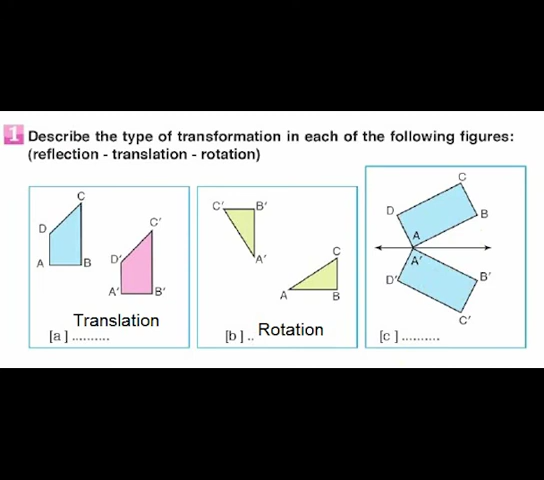 1 Describe the type of transformation in each of the following figures:
(reflection - translation - rotation)
C
D
A
B
C'
D'
A'
B'
Translation
[a] ..........
C'
B'
A'
C
A
B
[b] .. Rotation
C
D
B
A
A'
D'
B'
C'
[c] ..........